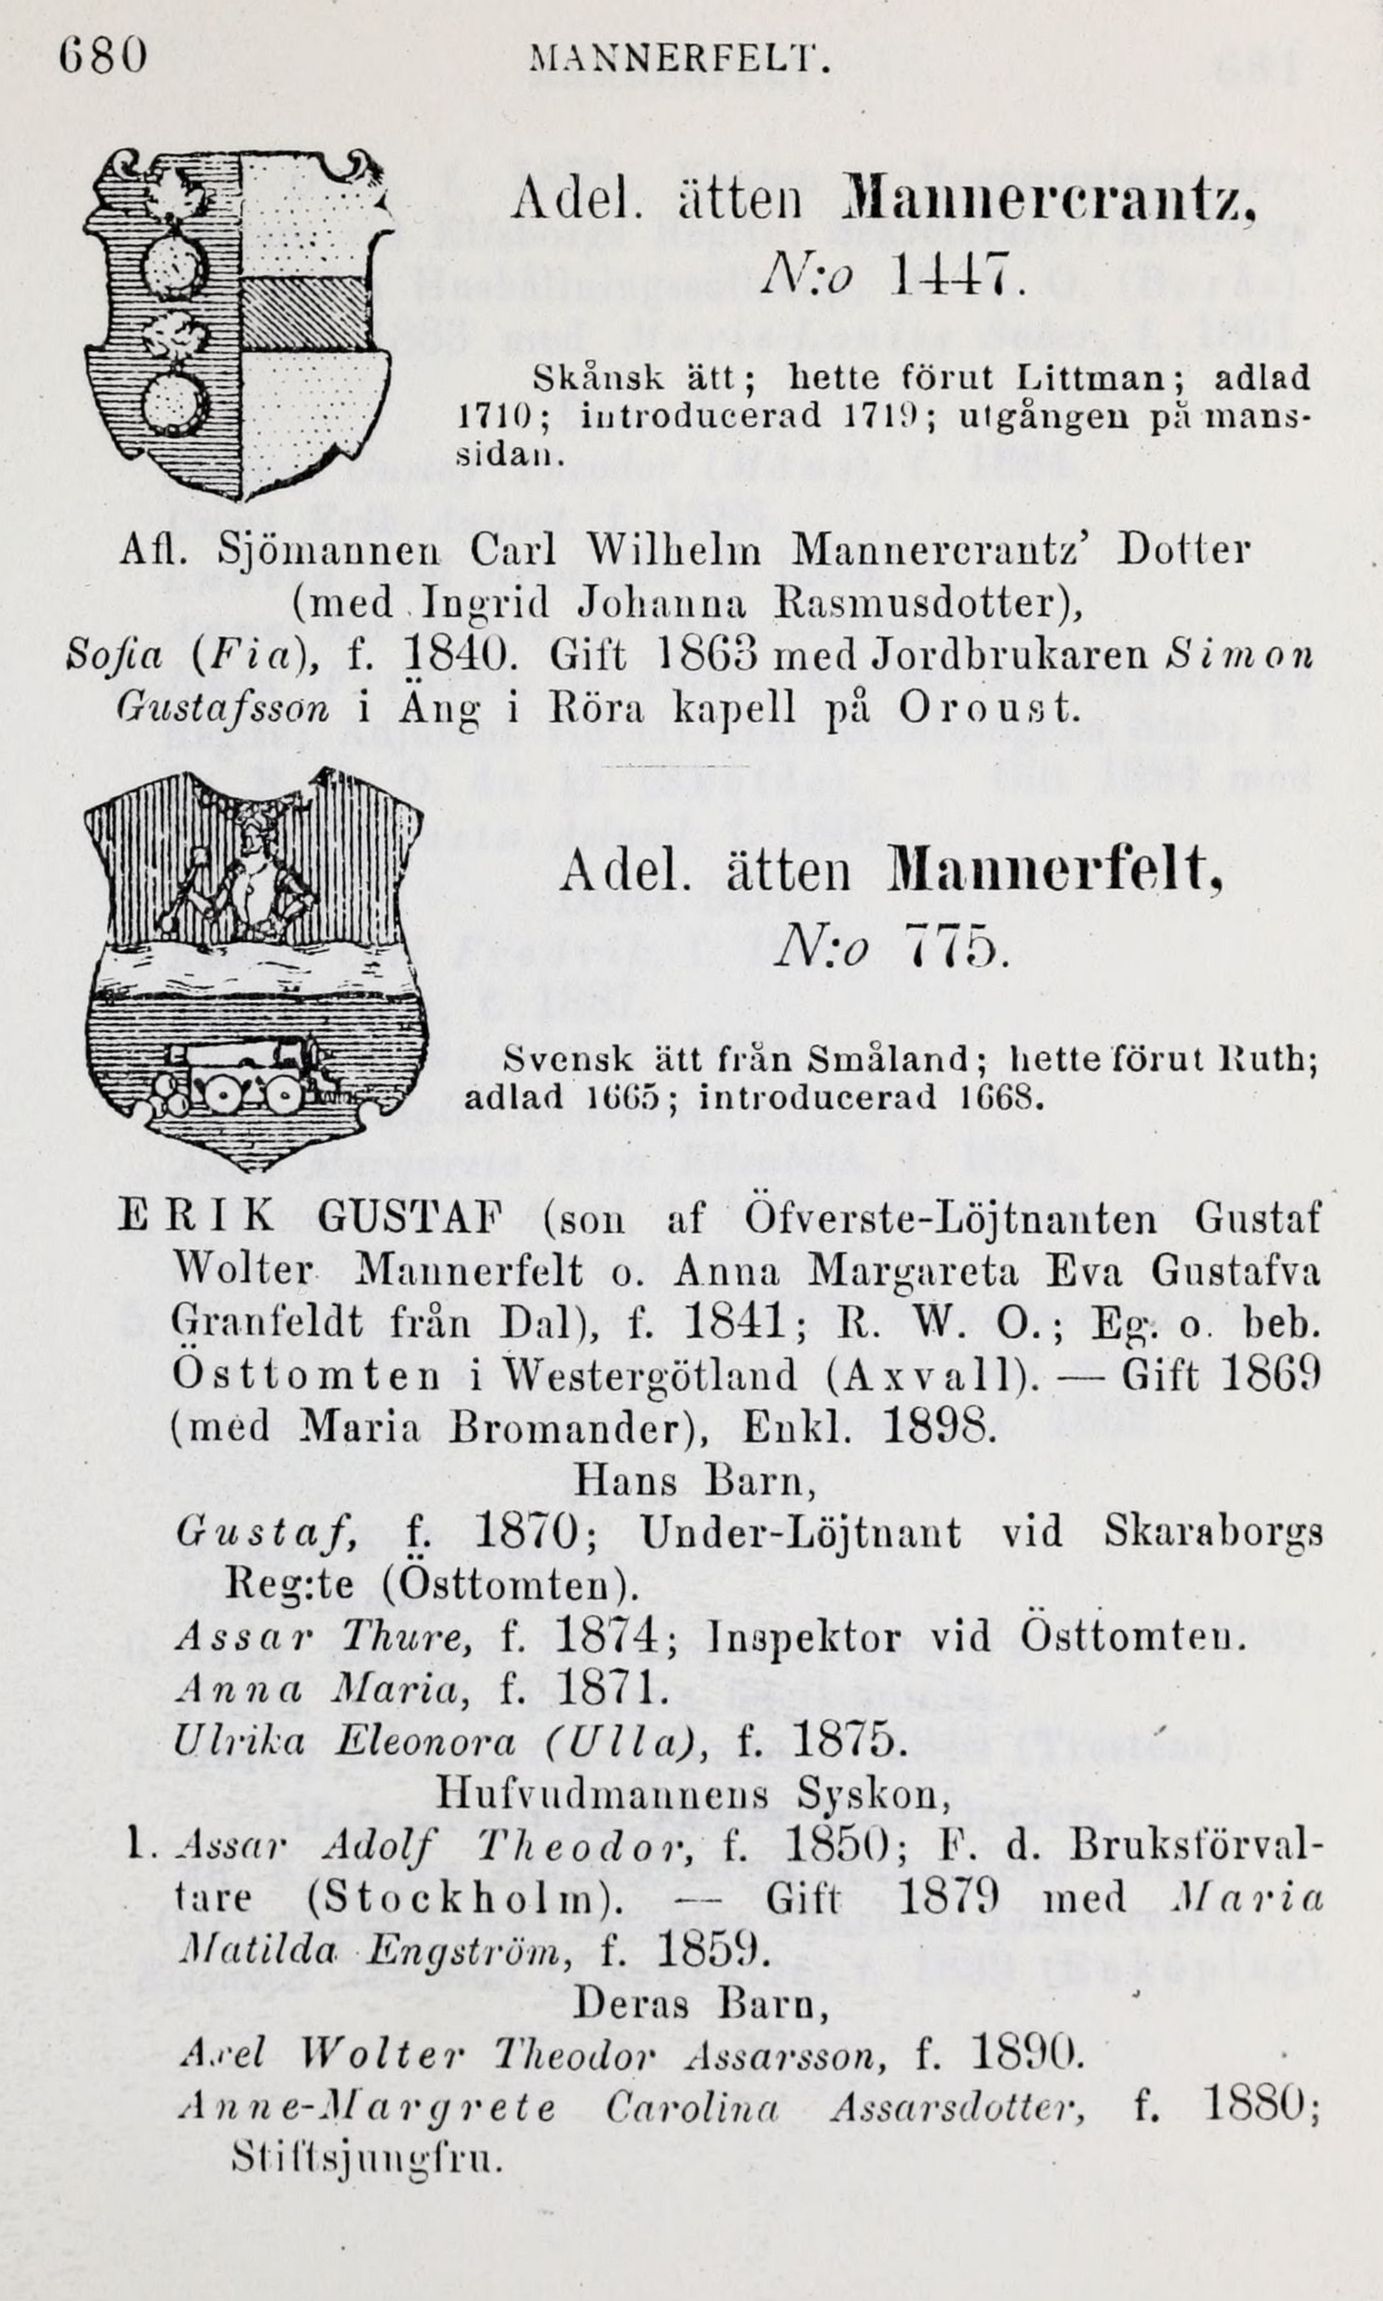 680
MANNERFELT.
Adel. ätten Mannercrantz,
N:o 1447.
Skånsk ätt; hette förut Littman; adlad
1710; introducerad 1719; utgången på mans-
sidan.
Afl. Sjömannen Carl Wilhelm Mannercrantz' Dotter
(med Ingrid Johanna Rasmusdotter),
Sofia (Fia), f. 1840. Gift 1863 med Jordbrukaren Simon
Gustafsson i Äng i Röra kapell på Oroust.
Adel. ätten Mannerfelt,
N:o 775.
Svensk ätt från Småland; hette förut Ruth;
adlad 1665; introducerad 1668.
ERIK GUSTAF (son af Öfverste-Löjtnanten Gustaf
Wolter Mannerfelt o. Anna Margareta Eva Gustafva
Granfeldt från Dal), f. 1841; R. W. O.; Eg. o. beb.
Östtomten i Westergötland (Axvall). — Gift 1869
(med Maria Bromander), Enkl. 1898.
Hans Barn,
Gustaf, f. 1870; Under-Löjtnant vid Skaraborgs
Reg:te (Östtomten).
Assar Thure, f. 1874; Inspektor vid Östtomten.
Anna Maria, f. 1871.
Ulrika Eleonora (Ulla), f. 1875.
Hufvudmannens Syskon,
1. Assar Adolf Theodor, f. 1850; F. d. Bruksförval-
tare (Stockholm). — Gift 1879 med Maria
Matilda Engström, f. 1859.
Deras Barn,
Axel Wolter Theodor Assarsson, f. 1890.
Anne-Margrete Carolina Assarsdotter, f. 1880;
Stiftsjungfru.